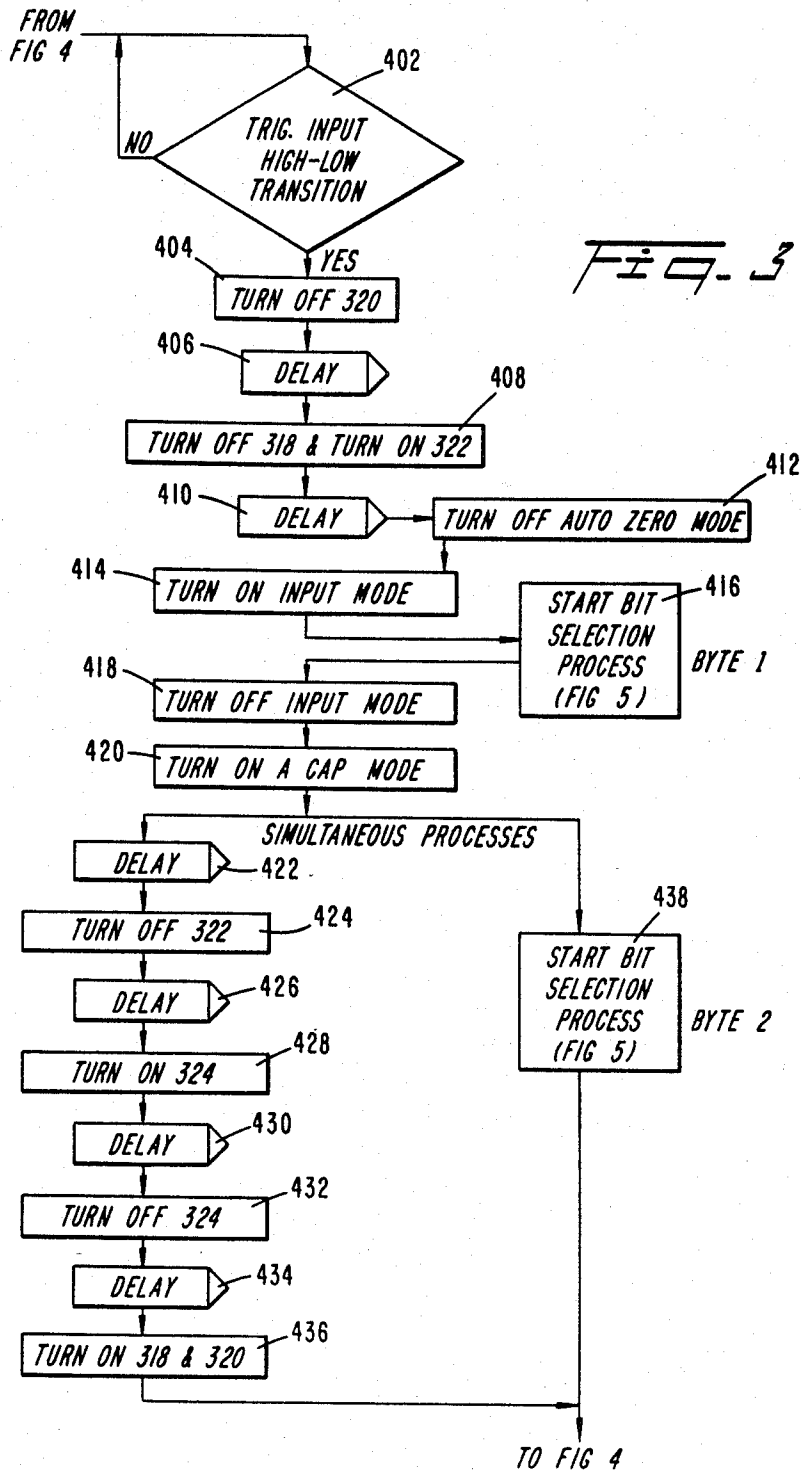 FROM
FIG 4
402
TRIG. INPUT
HIGH-LOW
TRANSITION
NO
YES
Fig. 3
404
TURN OFF 320
406
DELAY
408
TURN OFF 318 & TURN ON 322
410
DELAY
412
TURN OFF AUTO ZERO MODE
414
TURN ON INPUT MODE
416
START BIT
SELECTION
PROCESS
(FIG 5)
BYTE 1
418
TURN OFF INPUT MODE
420
TURN ON A CAP MODE
SIMULTANEOUS PROCESSES
DELAY
422
TURN OFF 322
424
DELAY
426
TURN ON 324
428
DELAY
430
TURN OFF 324
432
DELAY
434
TURN ON 318 & 320
436
438
START BIT
SELECTION
PROCESS
(FIG 5)
BYTE 2
TO FIG 4